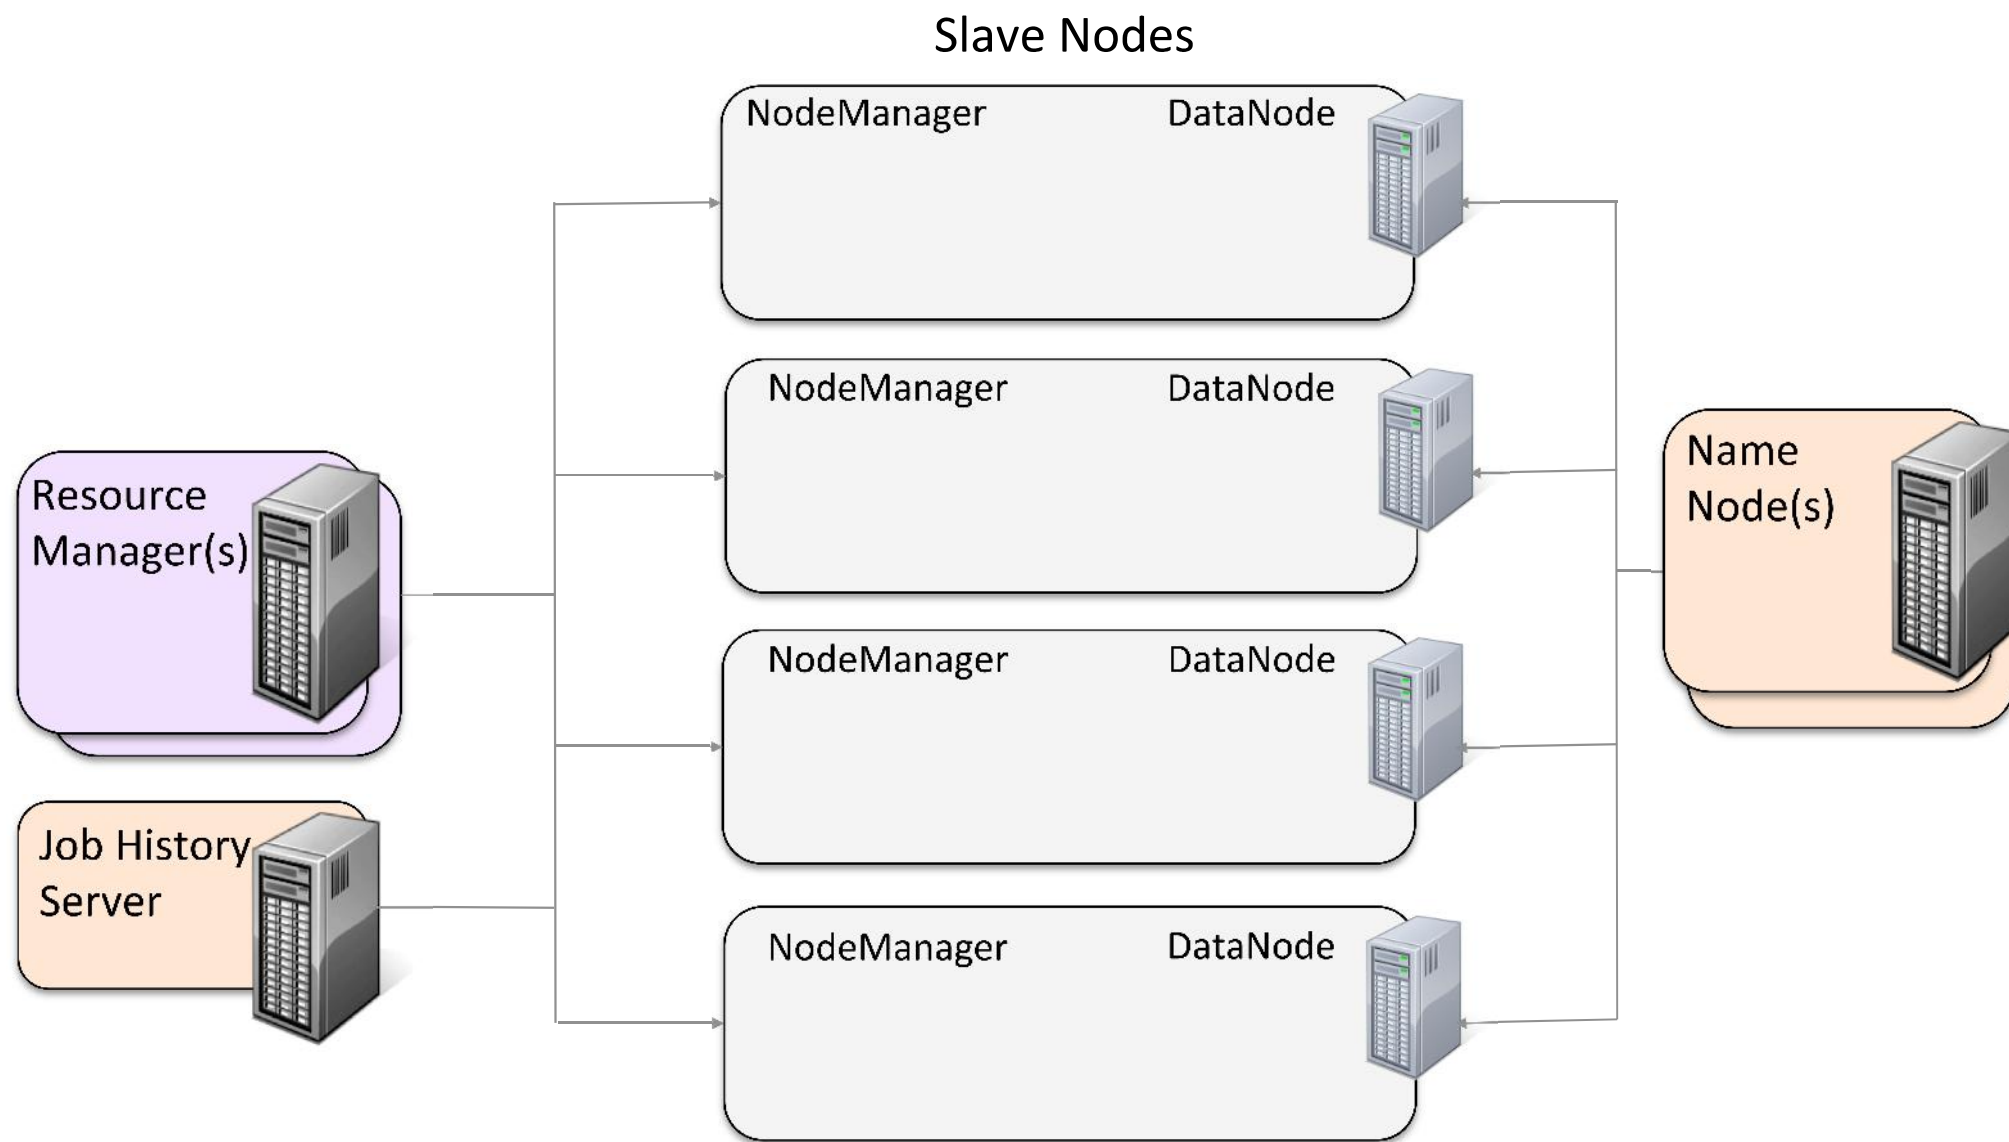 Slave Nodes
NodeManager DataNode
NodeManager DataNode
Name
Node(s)
Resource
Manager(s)
NodeManager DataNode
Job History
Server
NodeManager DataNode